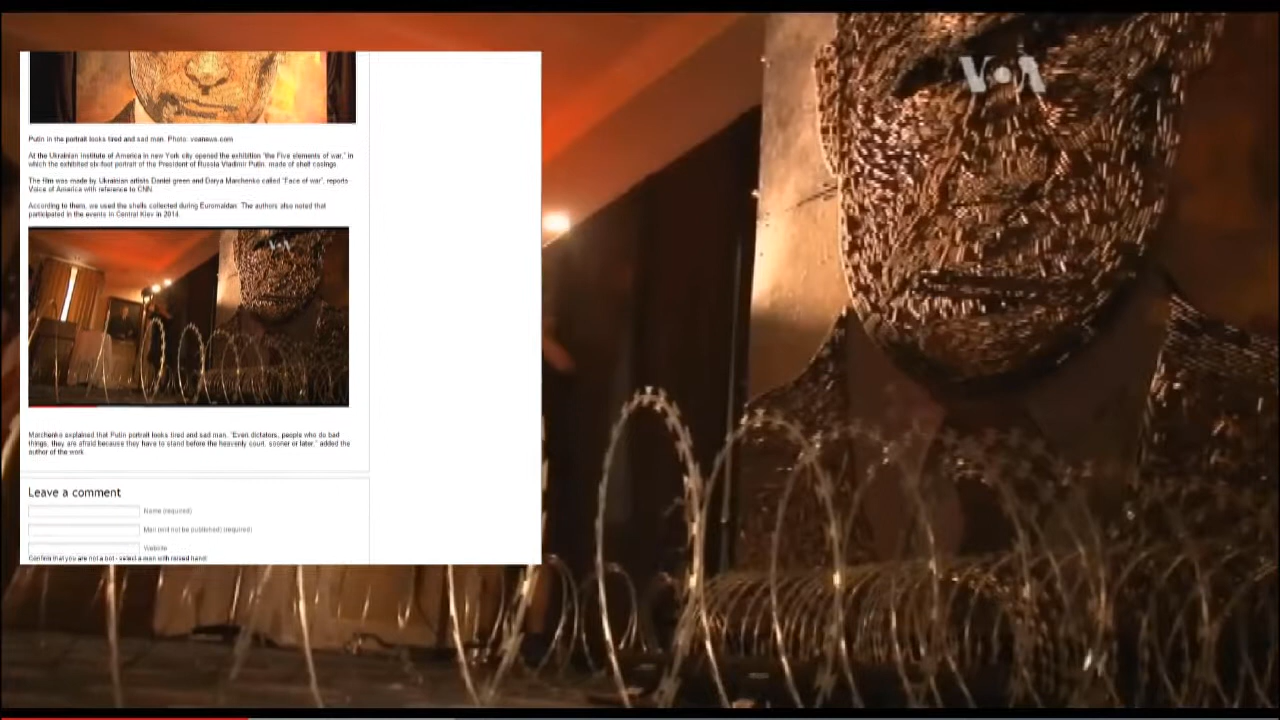 VOA
Putin in the portrait looks tired and sad man. Photo: voanews.com
At the Ukrainian Institute of America in new York city opened the exhibition "the Five elements of war," in
which the exhibited six-foot portrait of the President of Russia Vladimir Putin, made of shell casings.
The film was made by Ukrainian artists Daniel green and Darya Marchenko called "Face of war", reports
Voice of America with reference to CNN.
According to them, we used the shells collected during Euromaidan. The authors also noted that
participated in the events in Central Kiev in 2014.
VOA
Marchenko explained that Putin portrait looks tired and sad man. "Even dictators, people who do bad
things, they are afraid because they have to stand before the heavenly court, sooner or later," added the
author of the work.
Leave a comment
Name (required)
Mail (will not be published) (required)
Website
Confirm that you are not a bot - select a man with raised hand: